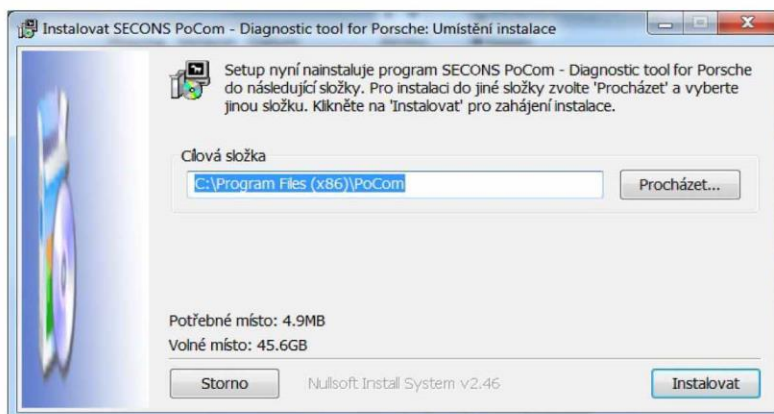 Instalovat SECONS PoCom - Diagnostic tool for Porsche: Umístění instalace
Setup nyní nainstaluje program SECONS PoCom - Diagnostic tool for Porsche
do následující složky. Pro instalaci do jiné složky zvolte 'Procházet' a vyberte
jinou složku. Klikněte na 'Instalovat' pro zahájení instalace.
Cílová složka
C:\Program Files (x86)\PoCom
Procházet...
Potřebné místo: 4.9MB
Volné místo: 45.6GB
Storno
Nullsoft Install System v2.46
Instalovat